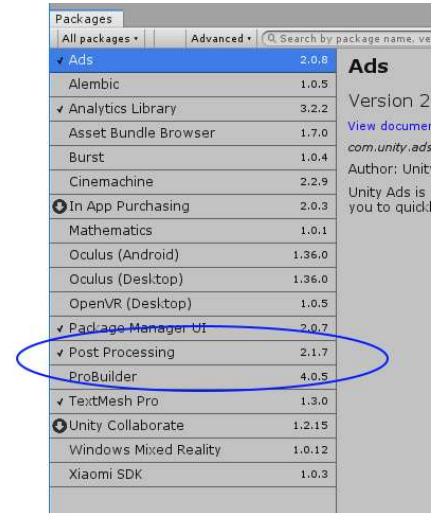 Packages
All packages Advanced Search by package name, ve
Ads 2.0.8
Alembic 1.0.5
Analytics Library 3.2.2
Asset Bundle Browser 1.7.0
Burst 1.0.4
Cinemachine 2.2.9
In App Purchasing 2.0.3
Mathematics 1.0.1
Oculus (Android) 1.36.0
Oculus (Desktop) 1.36.0
OpenVR (Desktop) 1.0.5
Package Manager UI 2.0.7
Post Processing 2.1.7
ProBuilder 4.0.5
TextMesh Pro 1.3.0
Unity Collaborate 1.2.15
Windows Mixed Reality 1.0.12
Xiaomi SDK 1.0.3
Ads
Version 2
View documen
com.unity.ads
Author: Unit
Unity Ads is
you to quickl